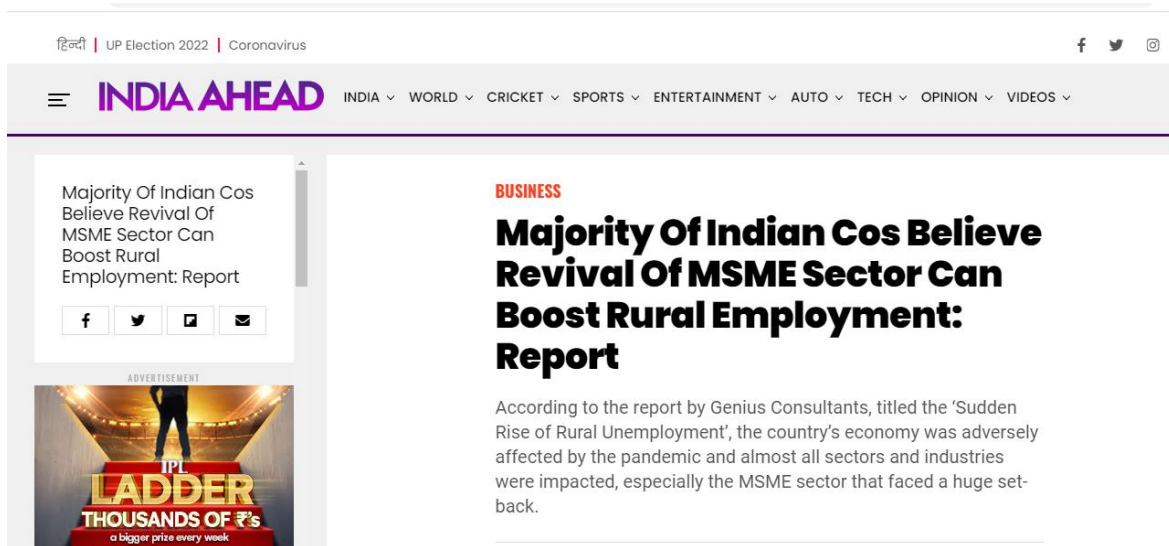 हिन्दी | UP Election 2022 | Coronavirus
INDIA AHEAD
INDIA WORLD CRICKET SPORTS ENTERTAINMENT AUTO TECH OPINION VIDEOS
Majority Of Indian Cos
Believe Revival Of
MSME Sector Can
Boost Rural
Employment: Report
ADVERTISEMENT
IPL
LADDER
THOUSANDS OF ₹'s
a bigger prize every week
BUSINESS
Majority Of Indian Cos Believe
Revival Of MSME Sector Can
Boost Rural Employment:
Report
According to the report by Genius Consultants, titled the ‘Sudden
Rise of Rural Unemployment’, the country’s economy was adversely
affected by the pandemic and almost all sectors and industries
were impacted, especially the MSME sector that faced a huge set-
back.